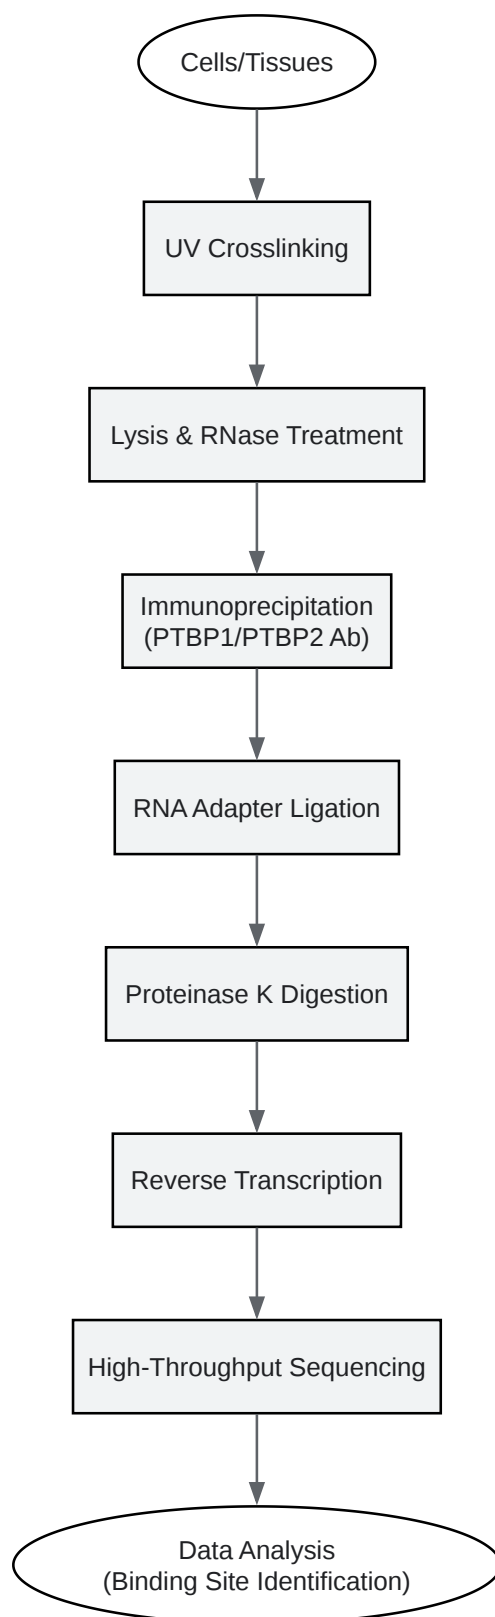 Cells/Tissues
UV Crosslinking
Lysis & RNase Treatment
Immunoprecipitation
(PTBP1/PTBP2 Ab)
RNA Adapter Ligation
Proteinase K Digestion
Reverse Transcription
High-Throughput Sequencing
Data Analysis
(Binding Site Identification)